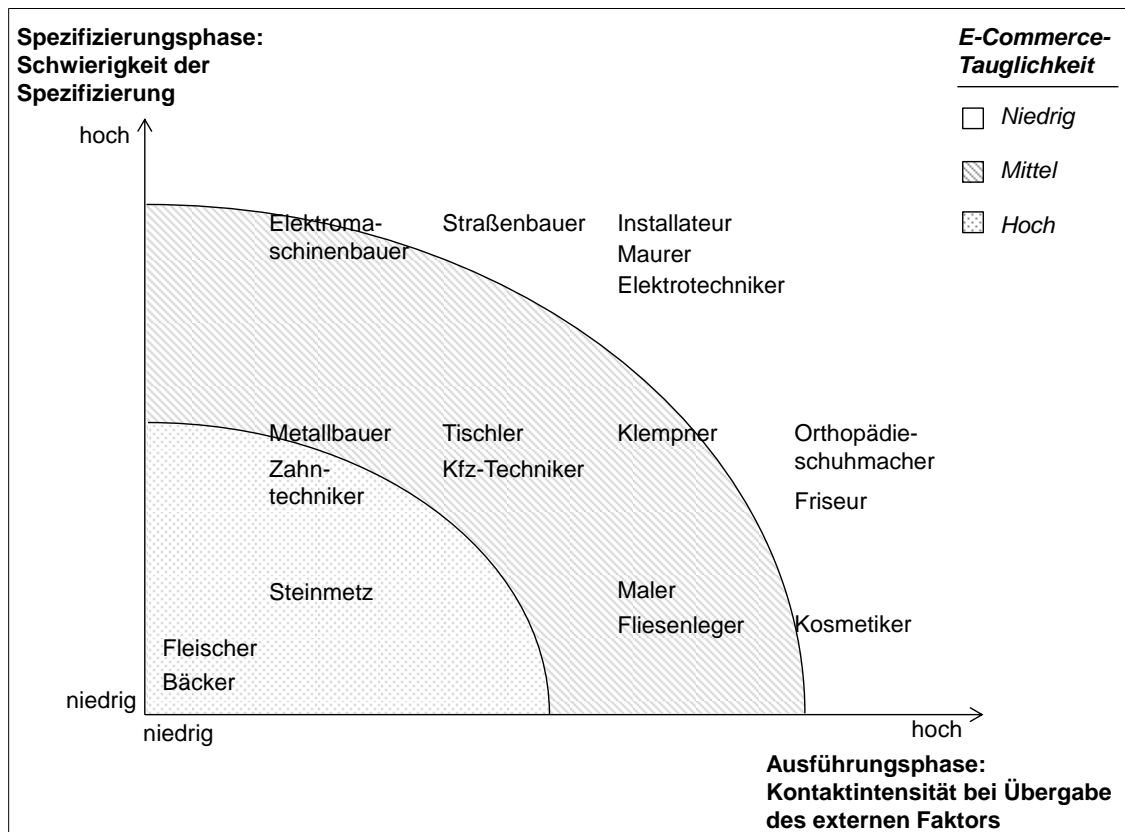 Spezifizierungsphase:
Schwierigkeit der
Spezifizierung
E-Commerce-
Tauglichkeit
Niedrig
Mittel
Hoch
hoch
Elektroma-
schinenbauer
Straßenbauer
Installateur
Maurer
Elektrotechniker
Metallbauer
Zahn-
techniker
Tischler
Kfz-Techniker
Klempner
Orthopädie-
schuhmacher
Friseur
Steinmetz
Maler
Fliesenleger
Kosmetiker
Fleischer
Bäcker
niedrig
niedrig
hoch
Ausführungsphase:
Kontaktintensität bei Übergabe
des externen Faktors